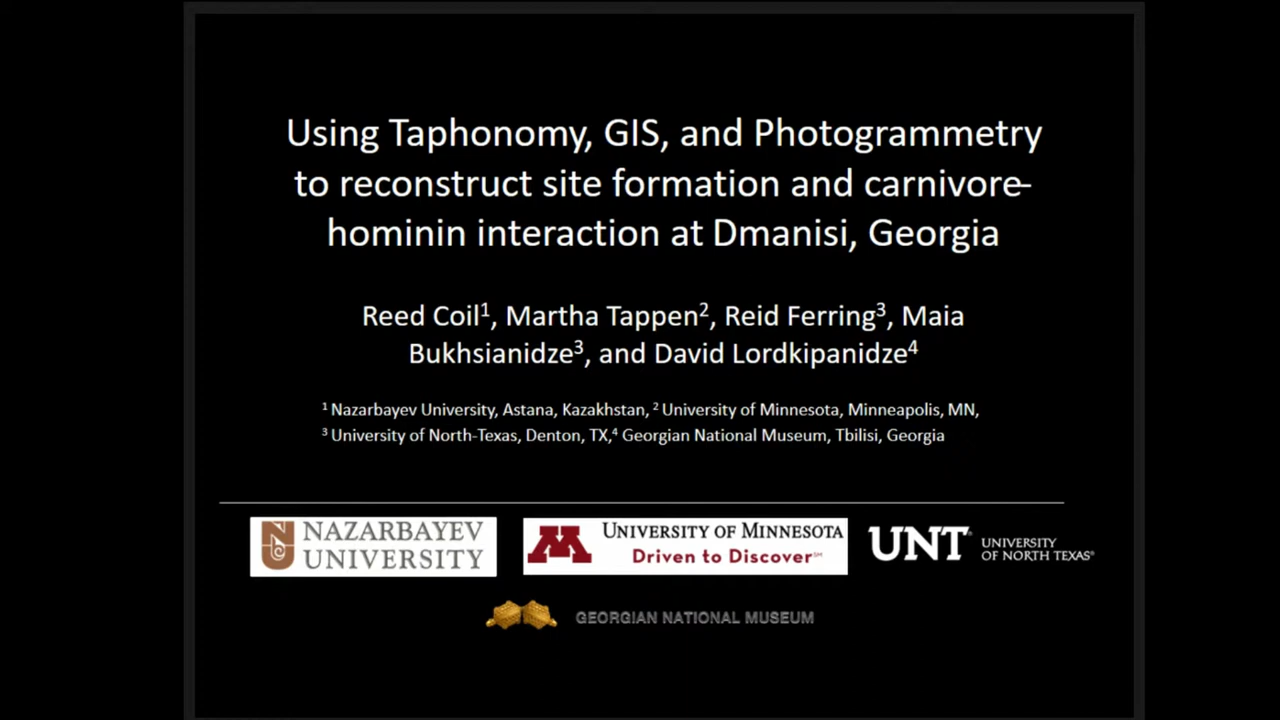 Using Taphonomy, GIS, and Photogrammetry
to reconstruct site formation and carnivore-
hominin interaction at Dmanisi, Georgia
Reed Coil¹, Martha Tappen², Reid Ferring³, Maia
Bukhsianidze³, and David Lordkipanidze⁴
¹ Nazarbayev University, Astana, Kazakhstan, ² University of Minnesota, Minneapolis, MN,
³ University of North-Texas, Denton, TX,⁴ Georgian National Museum, Tbilisi, Georgia
NAZARBAYEV
UNIVERSITY
UNIVERSITY OF MINNESOTA
Driven to Discover℠
UNT®
UNIVERSITY
OF NORTH TEXAS®
GEORGIAN NATIONAL MUSEUM